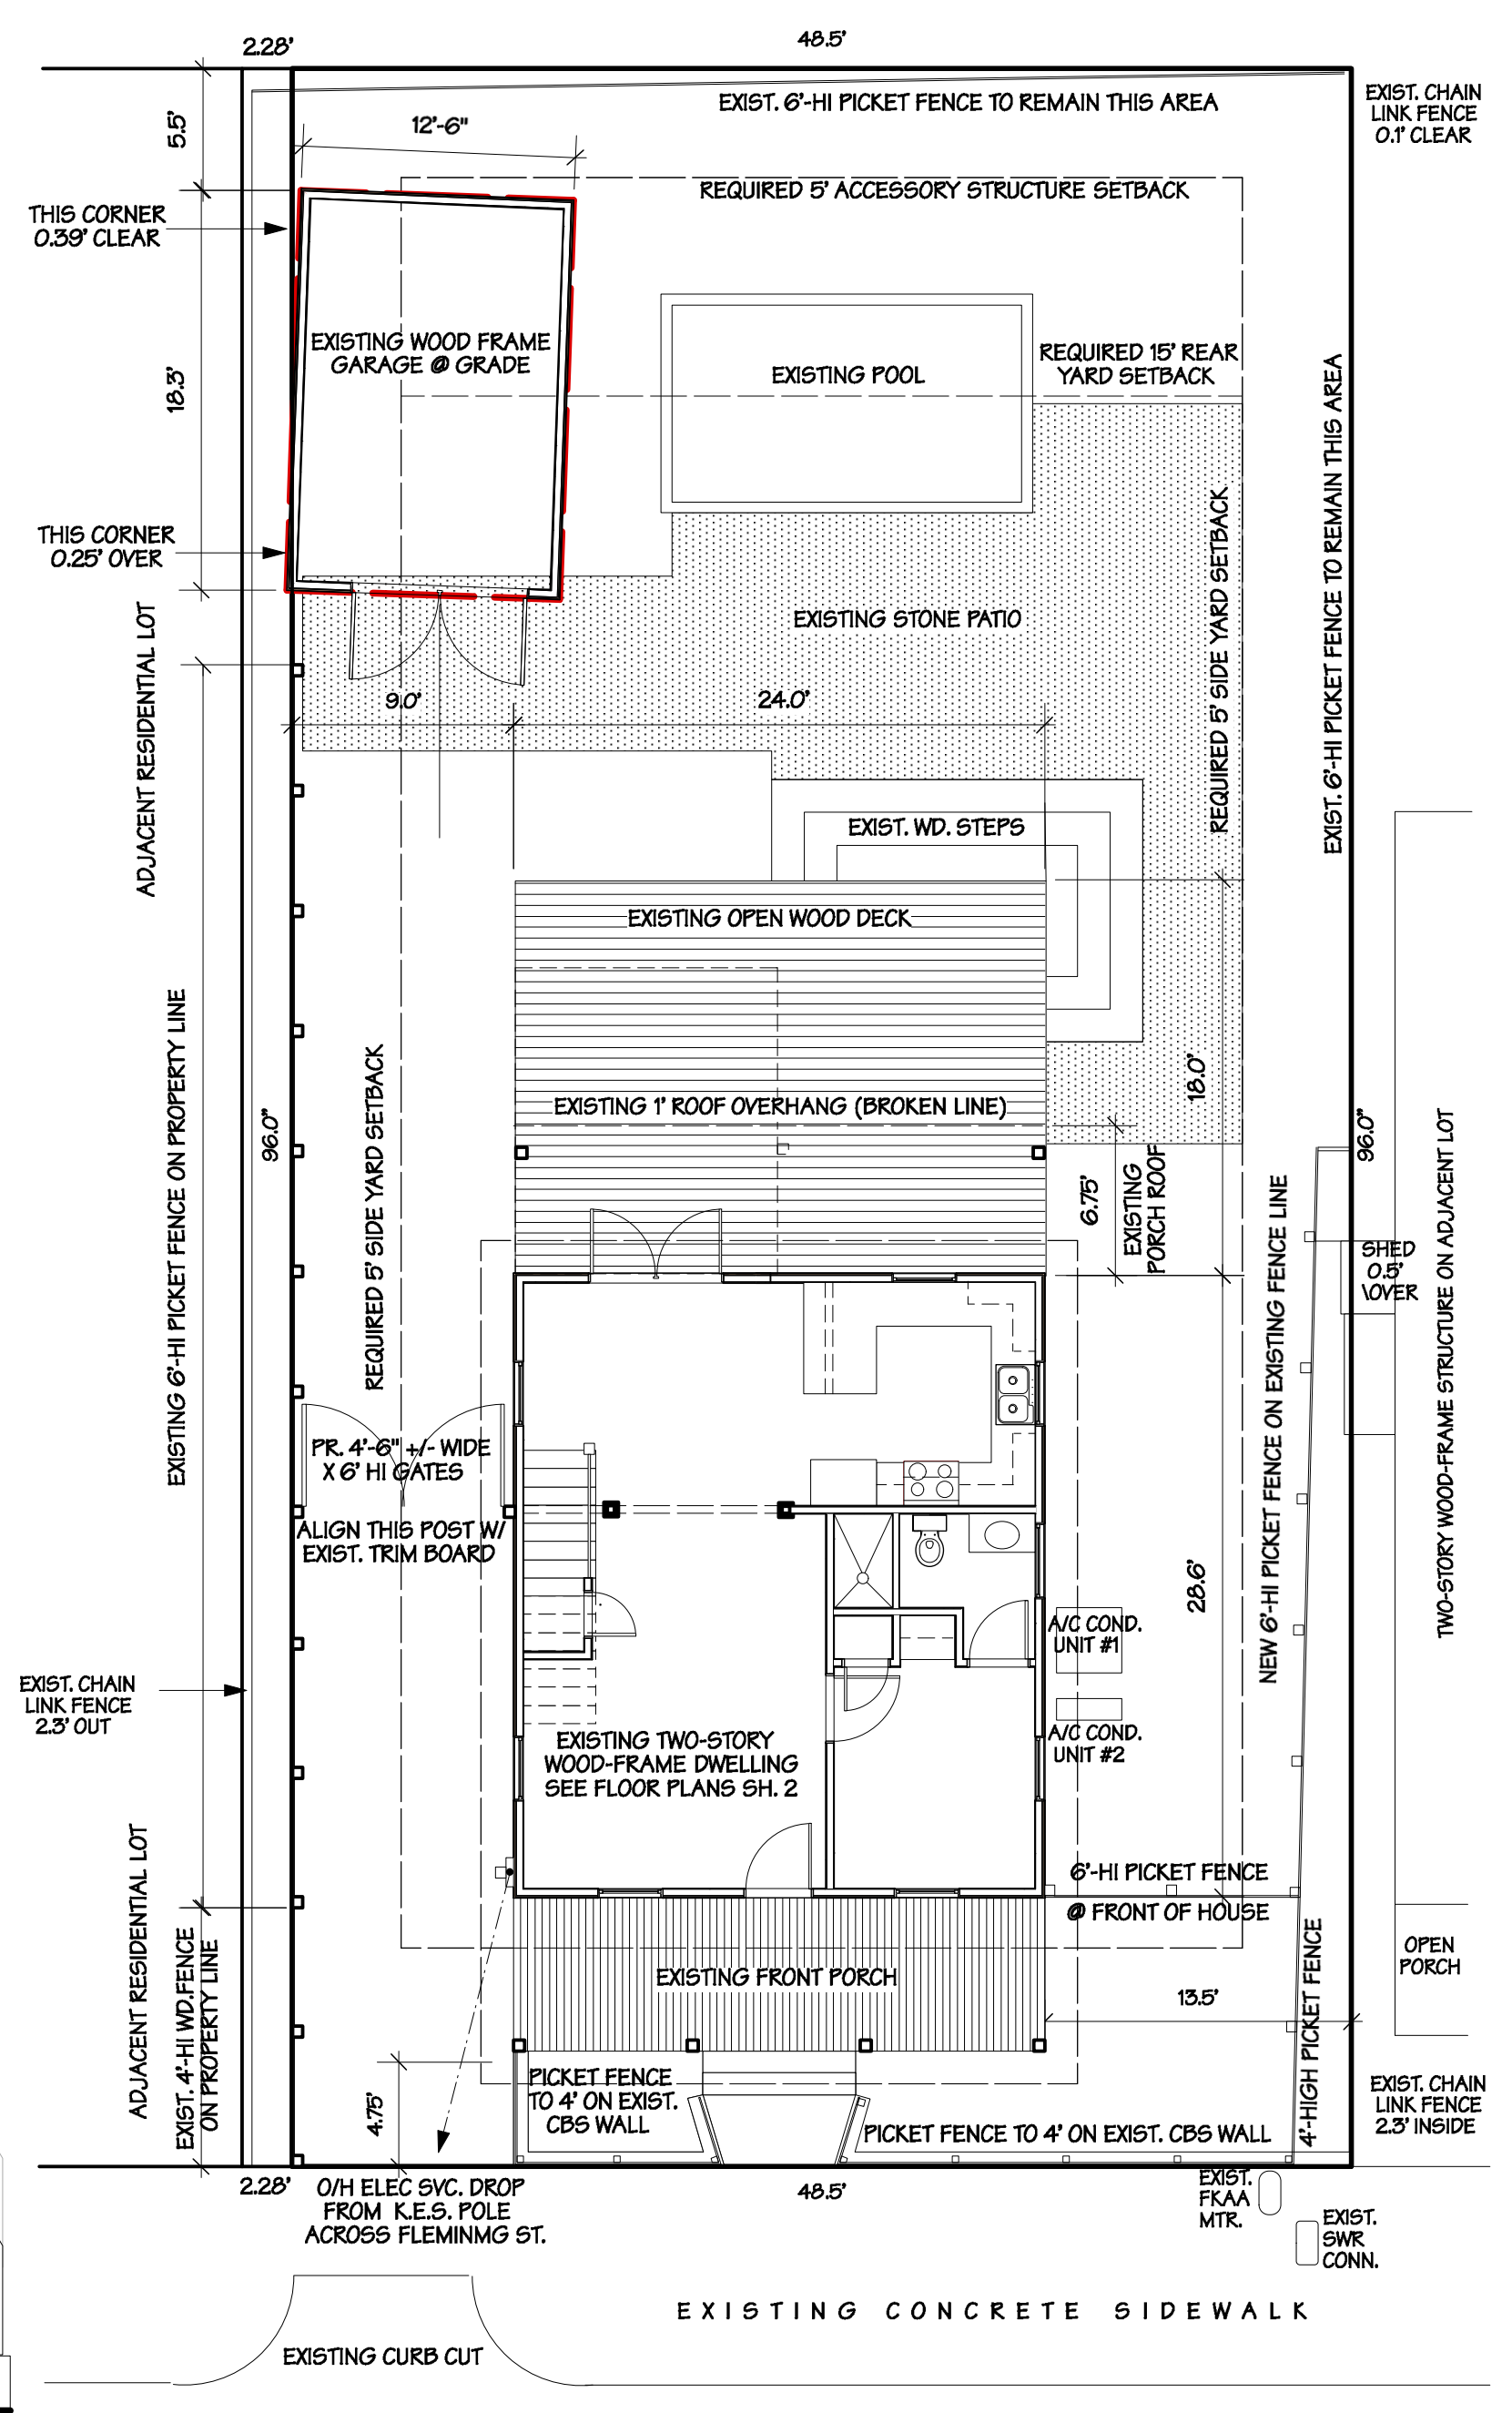 2.28'
48.5'
EXIST. 6'-HI PICKET FENCE TO REMAIN THIS AREA
EXIST. CHAIN
LINK FENCE
0.1' CLEAR
5.5'
12'-6"
REQUIRED 5' ACCESSORY STRUCTURE SETBACK
THIS CORNER
0.39' CLEAR
EXISTING WOOD FRAME
GARAGE @ GRADE
18.3'
EXISTING POOL
REQUIRED 15' REAR
YARD SETBACK
EXIST. 6'-HI PICKET FENCE TO REMAIN THIS AREA
REQUIRED 5' SIDE YARD SETBACK
THIS CORNER
0.25' OVER
EXISTING STONE PATIO
ADJACENT RESIDENTIAL LOT
9.0'
24.0'
EXIST. WD. STEPS
EXISTING OPEN WOOD DECK
EXISTING 6'-HI PICKET FENCE ON PROPERTY LINE
96.0"
REQUIRED 5' SIDE YARD SETBACK
EXISTING 1' ROOF OVERHANG (BROKEN LINE)
18.0'
6.75'
EXISTING
PORCH ROOF
96.0"
NEW 6'-HI PICKET FENCE ON EXISTING FENCE LINE
SHED
0.5'
\OVER
TWO-STORY WOOD-FRAME STRUCTURE ON ADJACENT LOT
PR. 4'-6" +/- WIDE
X 6' HI GATES
ALIGN THIS POST W/
EXIST. TRIM BOARD
28.6'
A/C COND.
UNIT #1
A/C COND.
UNIT #2
EXIST. CHAIN
LINK FENCE
2.3' OUT
EXISTING TWO-STORY
WOOD-FRAME DWELLING
SEE FLOOR PLANS SH. 2
ADJACENT RESIDENTIAL LOT
EXIST. 4'-HI WD.FENCE
ON PROPERTY LINE
6'-HI PICKET FENCE
@ FRONT OF HOUSE
OPEN
PORCH
EXISTING FRONT PORCH
13.5'
4'-HIGH PICKET FENCE
4.75'
PICKET FENCE
TO 4' ON EXIST.
CBS WALL
PICKET FENCE TO 4' ON EXIST. CBS WALL
EXIST. CHAIN
LINK FENCE
2.3' INSIDE
2.28'
O/H ELEC SVC. DROP
FROM K.E.S. POLE
ACROSS FLEMINMG ST.
48.5'
EXIST.
FKAA
MTR.
EXIST.
SWR
CONN.
EXISTING CONCRETE SIDEWALK
EXISTING CURB CUT